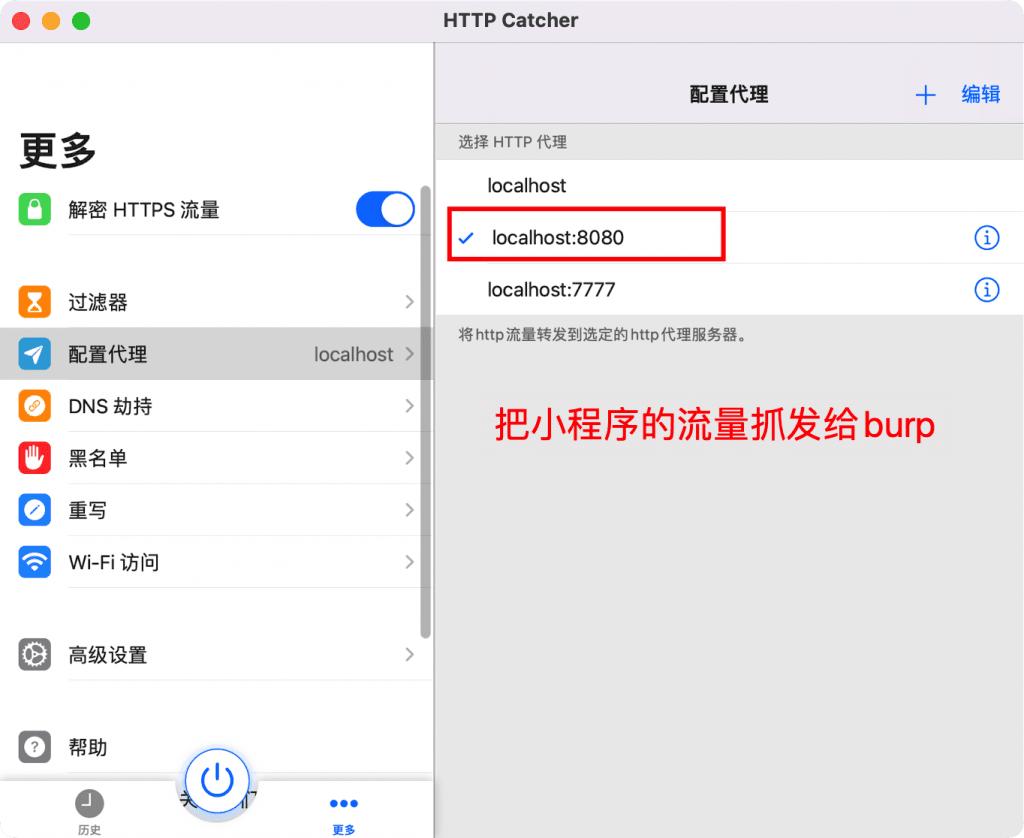 HTTP Catcher
更多
解密 HTTPS 流量
过滤器
配置代理 localhost
DNS 劫持
黑名单
重写
Wi-Fi 访问
高级设置
帮助
历史
更多
配置代理
编辑
选择 HTTP 代理
localhost
localhost:8080
localhost:7777
将http流量转发到选定的http代理服务器。
把小程序的流量抓发给burp